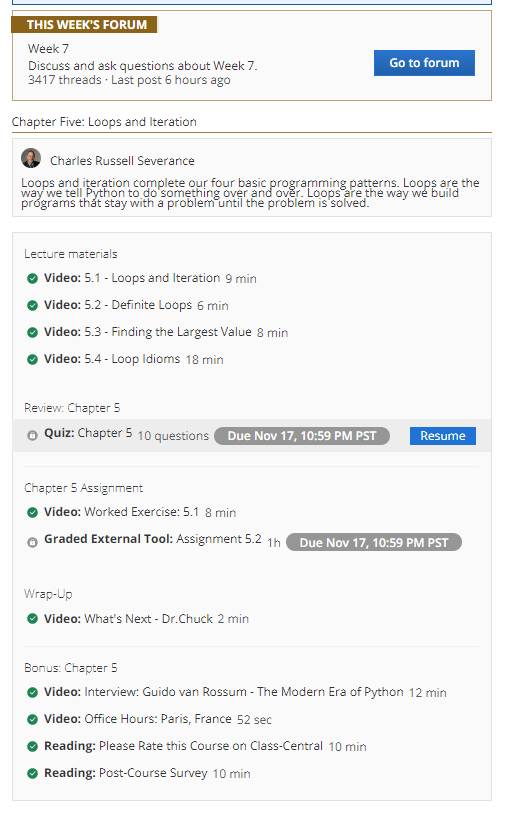 THIS WEEK'S FORUM
Week 7
Discuss and ask questions about Week 7.
3417 threads · Last post 6 hours ago
Go to forum
Chapter Five: Loops and Iteration
Charles Russell Severance
Loops and iteration complete our four basic programming patterns. Loops are the
way we tell Python to do something over and over. Loops are the way we build
programs that stay with a problem until the problem is solved.
Lecture materials
Video: 5.1 - Loops and Iteration 9 min
Video: 5.2 - Definite Loops 6 min
Video: 5.3 - Finding the Largest Value 8 min
Video: 5.4 - Loop Idioms 18 min
Review: Chapter 5
Quiz: Chapter 5 10 questions Due Nov 17, 10:59 PM PST Resume
Chapter 5 Assignment
Video: Worked Exercise: 5.1 8 min
Graded External Tool: Assignment 5.2 1h Due Nov 17, 10:59 PM PST
Wrap-Up
Video: What's Next - Dr.Chuck 2 min
Bonus: Chapter 5
Video: Interview: Guido van Rossum - The Modern Era of Python 12 min
Video: Office Hours: Paris, France 52 sec
Reading: Please Rate this Course on Class-Central 10 min
Reading: Post-Course Survey 10 min